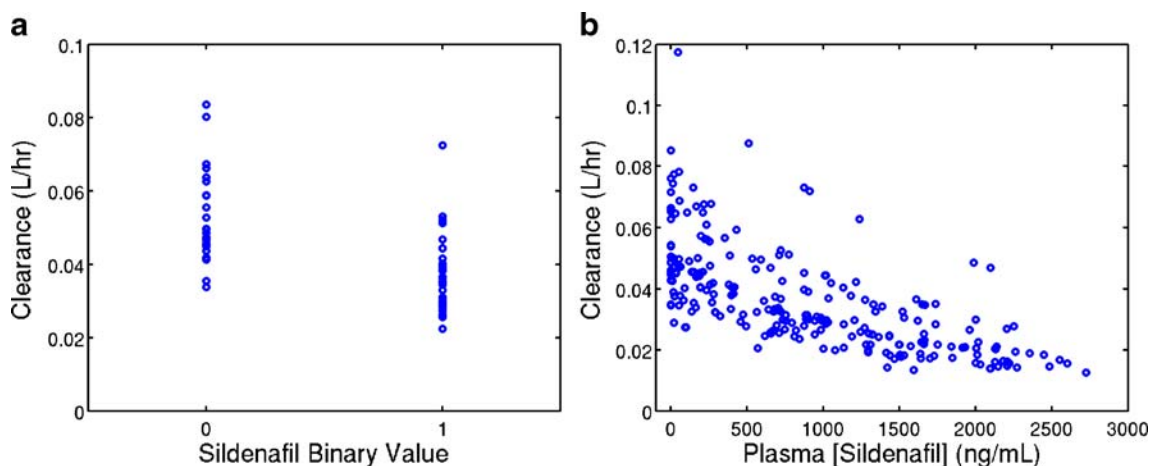 a
0.1
0.08
0.06
0.04
0.02
0
Clearance (L/hr)
0 1
Sildenafil Binary Value
b
0.12
0.1
0.08
0.06
0.04
0.02
0
Clearance (L/hr)
0 500 1000 1500 2000 2500 3000
Plasma [Sildenafil] (ng/mL)